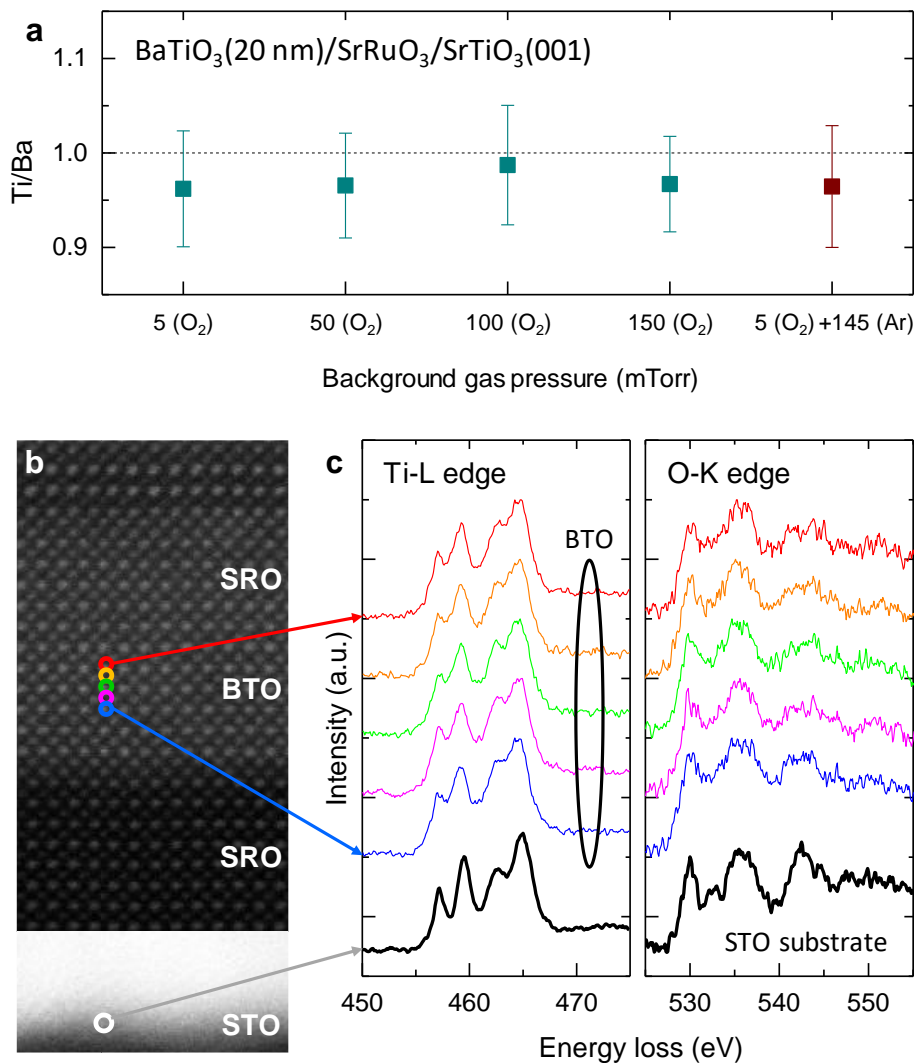 a
BaTiO₃(20 nm)/SrRuO₃/SrTiO₃(001)
1.1
1.0
0.9
Ti/Ba
5 (O₂)
50 (O₂)
100 (O₂)
150 (O₂)
5 (O₂) +145 (Ar)
Background gas pressure (mTorr)
b
SRO
BTO
SRO
STO
c
Ti-L edge
BTO
O-K edge
STO substrate
Intensity (a.u.)
450
460
470
530
540
550
Energy loss (eV)